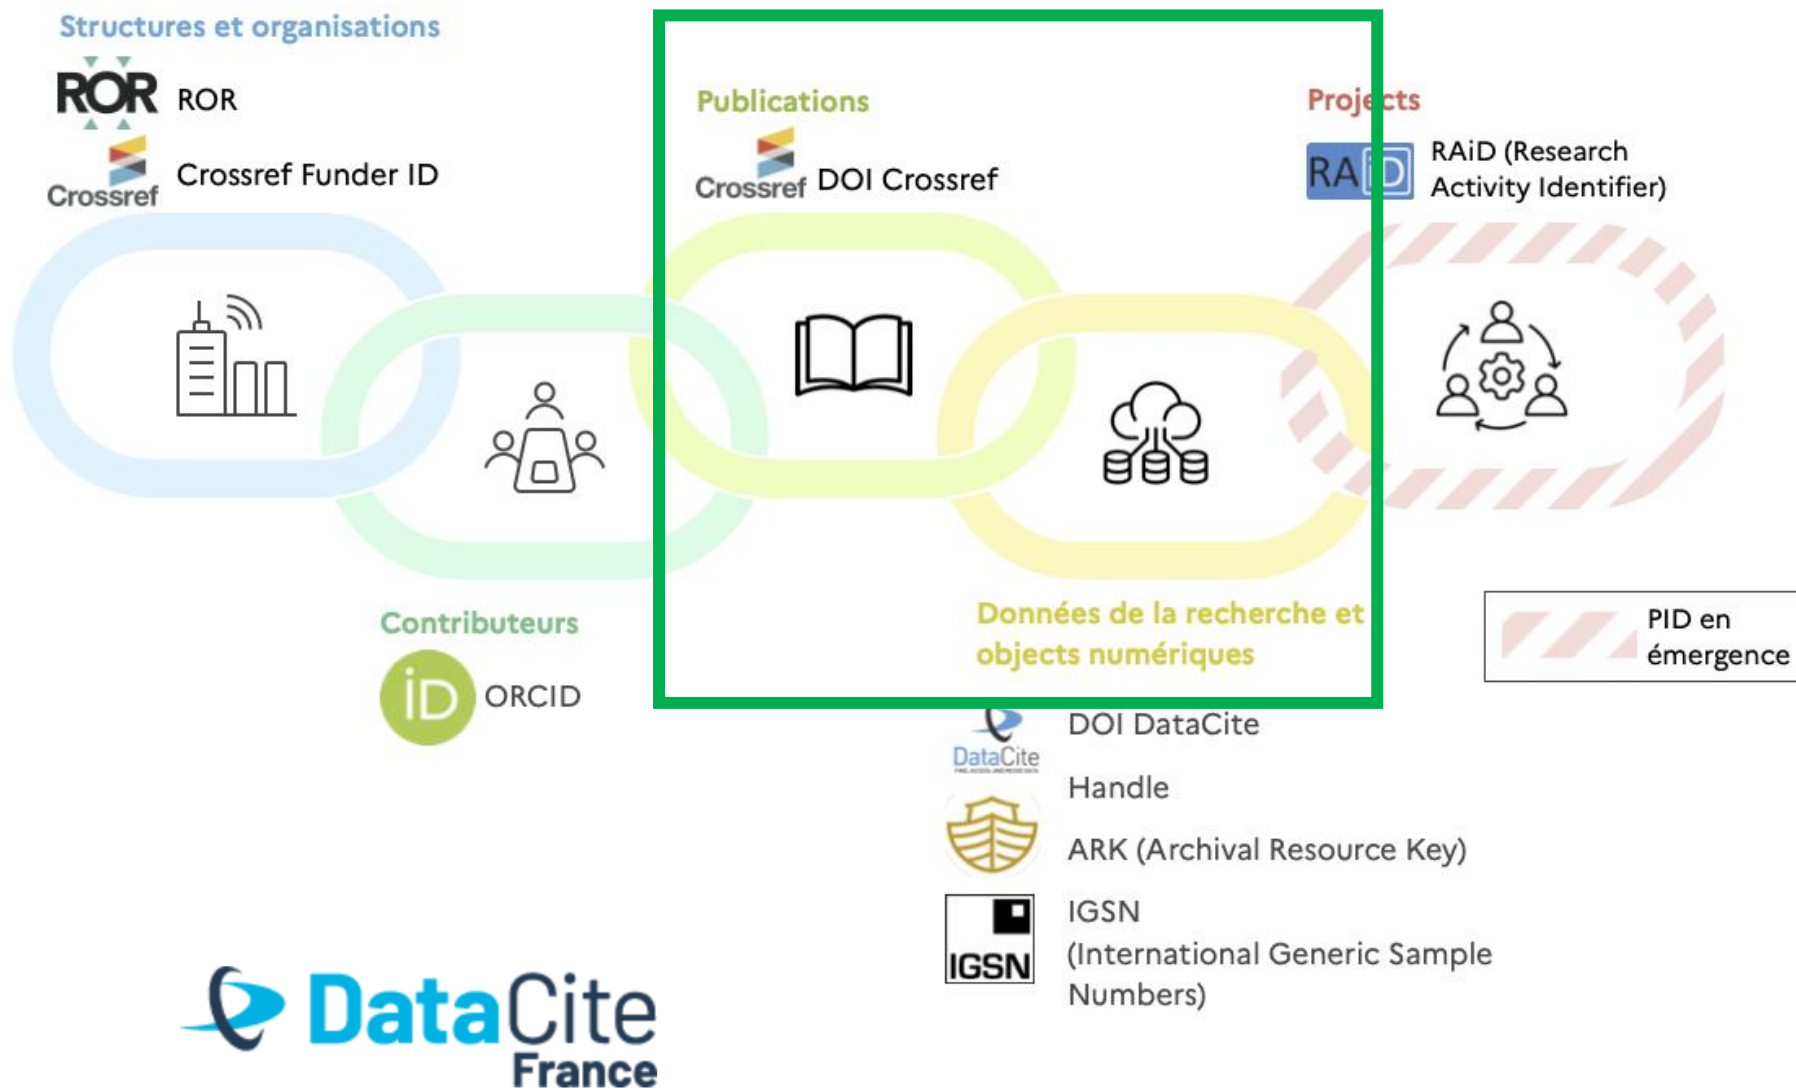 Structures et organisations
ROR
ROR
Crossref
Crossref Funder ID
Publications
Crossref
DOI Crossref
Projects
RAiD
RAiD (Research
Activity Identifier)
Contributeurs
iD
ORCID
Données de la recherche et
objects numériques
DataCite
DOI DataCite
Handle
ARK (Archival Resource Key)
IGSN
IGSN
(International Generic Sample
Numbers)
PID en
émergence
DataCite
France